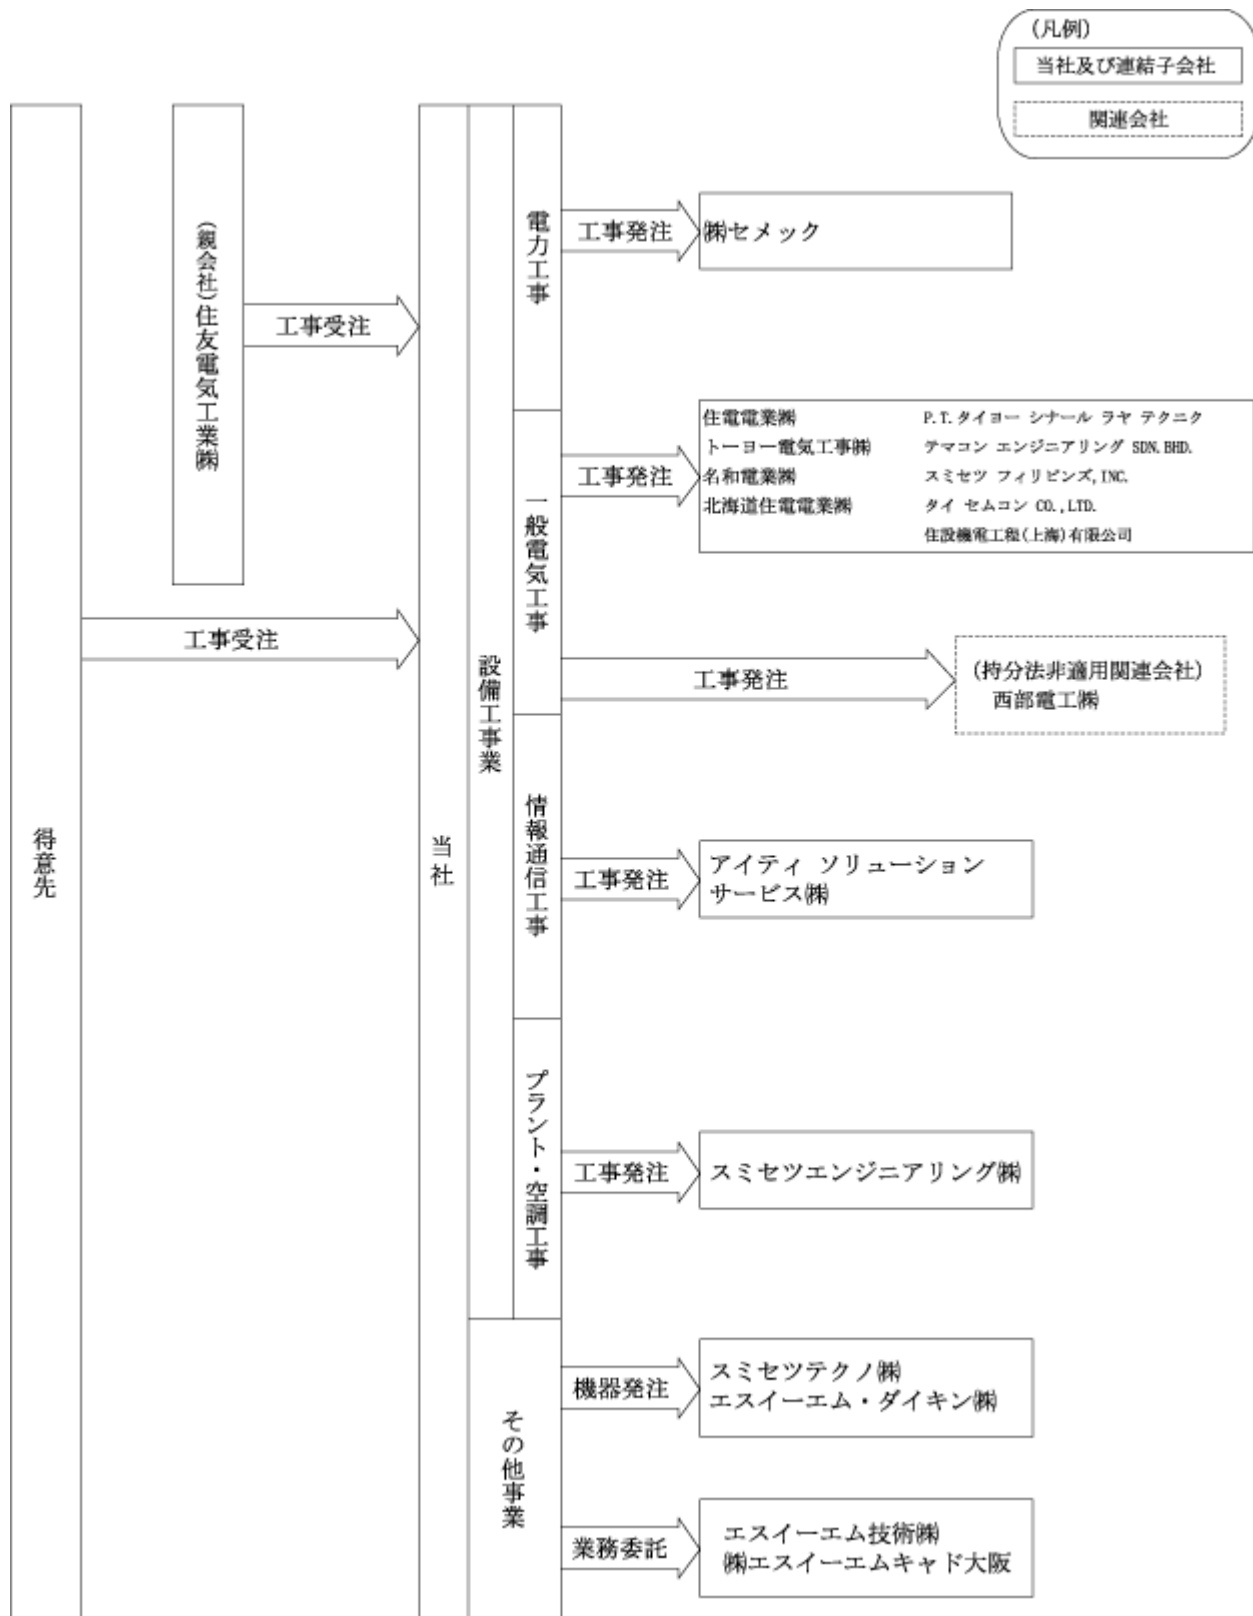 (凡例)
当社及び連結子会社
関連会社
得意先
(親会社)住友電気工業㈱
工事受注
工事受注
当社
設備工事業
電力工事
工事発注
㈱セメック
一般電気工事
工事発注
住電電業㈱
トーヨー電気工事㈱
名和電業㈱
北海道住電電業㈱
P.T.タイヨー シナール ラヤ テクニク
テマコン エンジニアリング SDN.BHD.
スミセツ フィリピンズ,INC.
タイ セムコン CO.,LTD.
住設機電工程(上海)有限公司
工事発注
(持分法非適用関連会社)
西部電工㈱
情報通信工事
工事発注
アイティ ソリューション
サービス㈱
プラント・空調工事
工事発注
スミセツエンジニアリング㈱
その他事業
機器発注
スミセツテクノ㈱
エスイーエム・ダイキン㈱
業務委託
エスイーエム技術㈱
㈱エスイーエムキャド大阪